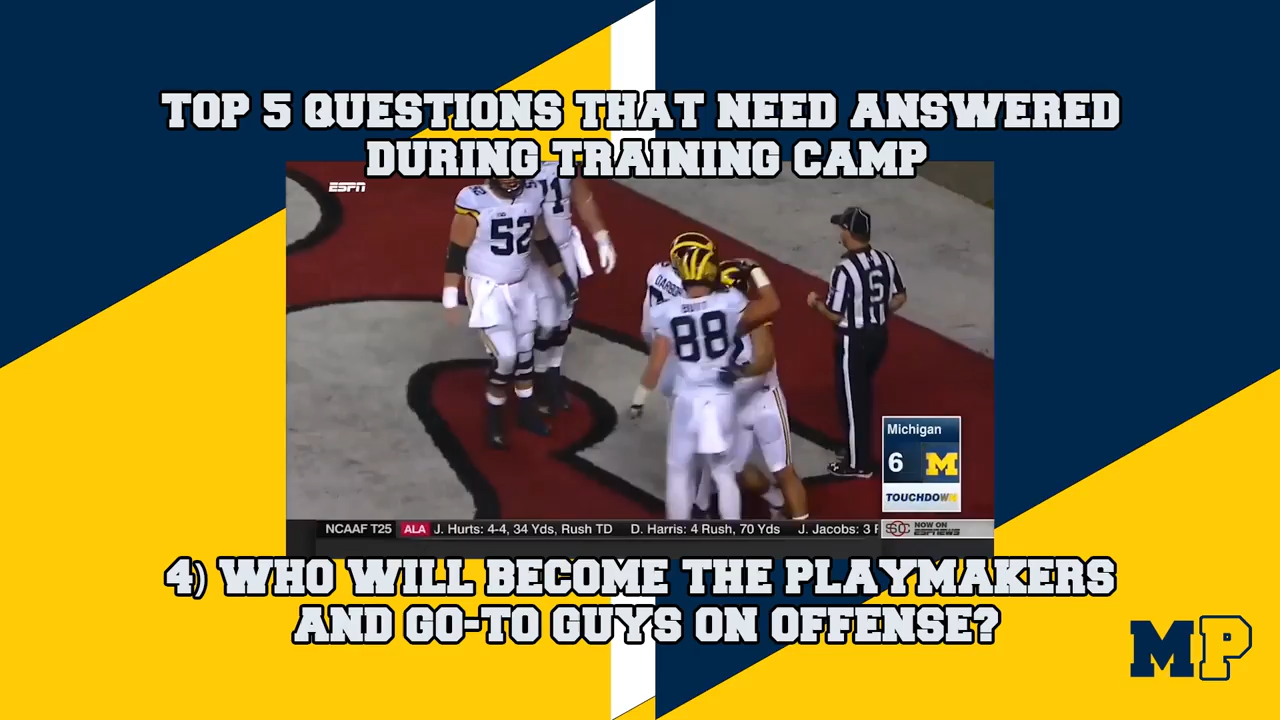 TOP 5 QUESTIONS THAT NEED ANSWERED
DURING TRAINING CAMP
ESPN
52
1
88
S
Michigan
6 M
TOUCHDOWN
NCAAF T25 ALA J. Hurts: 4-4, 34 Yds, Rush TD D. Harris: 4 Rush, 70 Yds J. Jacobs: 3
SC NOW ON
ESPNEWS
4) WHO WILL BECOME THE PLAYMAKERS
AND GO-TO GUYS ON OFFENSE?
MP